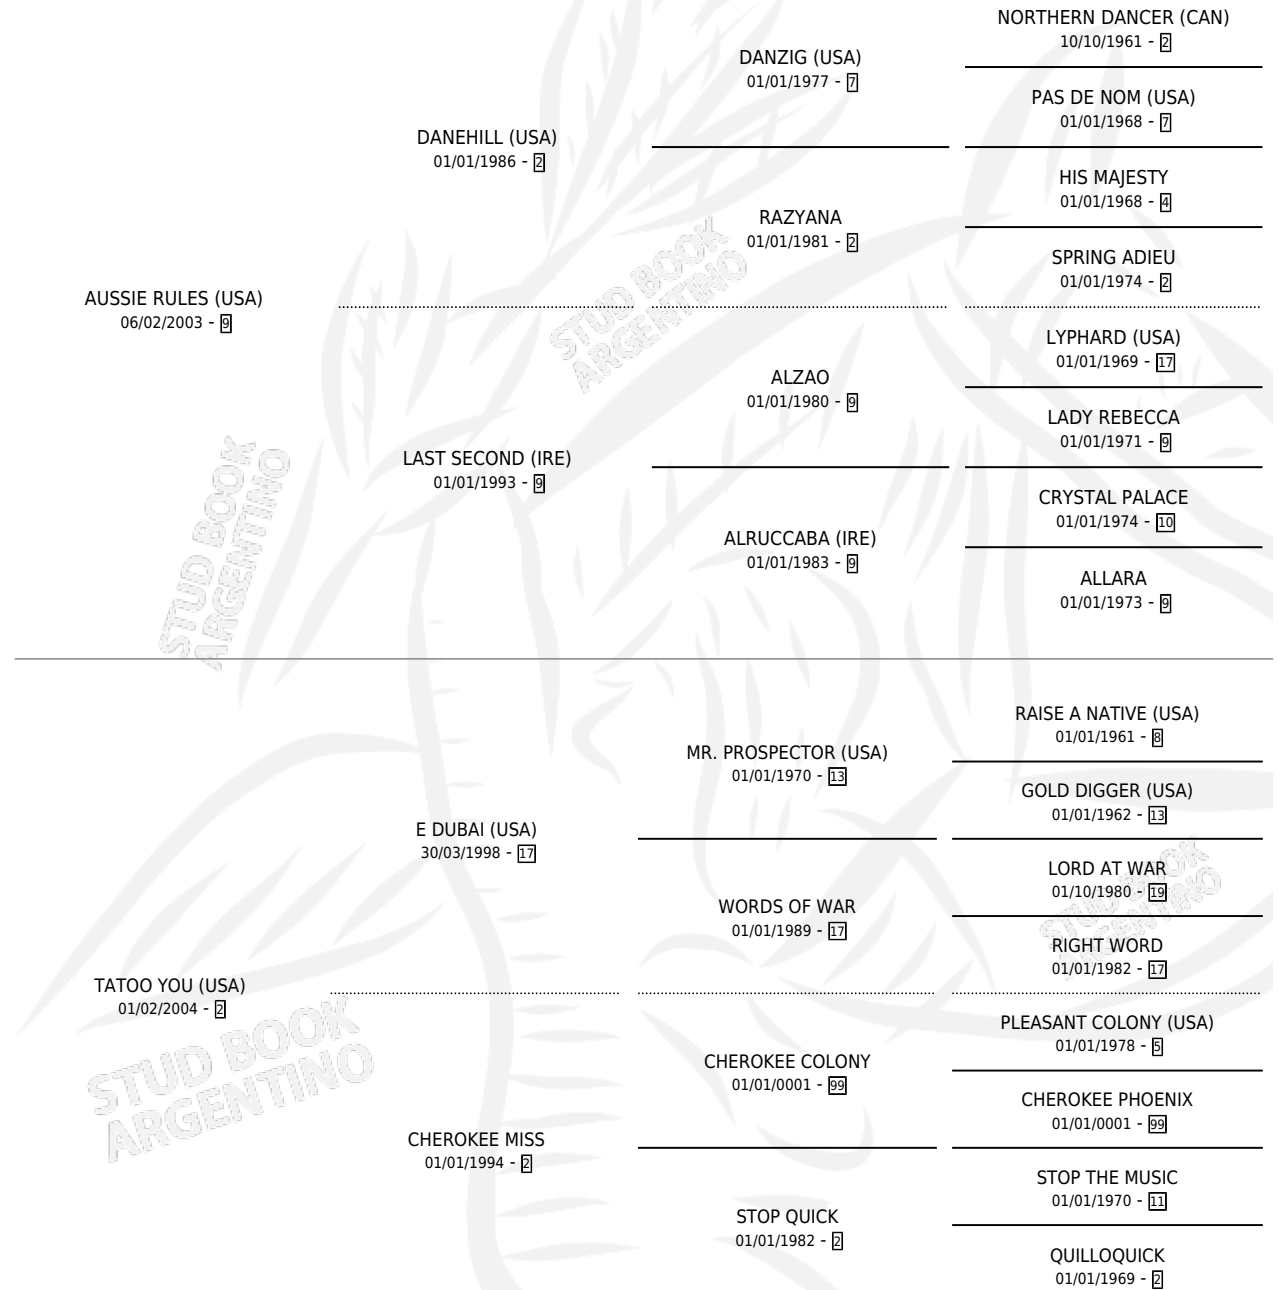 NORTHERN DANCER (CAN)
10/10/1961 - 2
DANZIG (USA)
01/01/1977 - 7
PAS DE NOM (USA)
01/01/1968 - 7
DANEHILL (USA)
01/01/1986 - 2
HIS MAJESTY
01/01/1968 - 4
RAZYANA
01/01/1981 - 2
SPRING ADIEU
01/01/1974 - 2
AUSSIE RULES (USA)
06/02/2003 - 9
LYPHARD (USA)
01/01/1969 - 17
ALZAO
01/01/1980 - 9
LADY REBECCA
01/01/1971 - 9
LAST SECOND (IRE)
01/01/1993 - 9
CRYSTAL PALACE
01/01/1974 - 10
ALRUCCABA (IRE)
01/01/1983 - 9
ALLARA
01/01/1973 - 9
RAISE A NATIVE (USA)
01/01/1961 - 8
MR. PROSPECTOR (USA)
01/01/1970 - 13
GOLD DIGGER (USA)
01/01/1962 - 13
E DUBAI (USA)
30/03/1998 - 17
LORD AT WAR
01/10/1980 - 19
WORDS OF WAR
01/01/1989 - 17
RIGHT WORD
01/01/1982 - 17
TATOO YOU (USA)
01/02/2004 - 2
PLEASANT COLONY (USA)
01/01/1978 - 5
CHEROKEE COLONY
01/01/0001 - 99
CHEROKEE PHOENIX
01/01/0001 - 99
CHEROKEE MISS
01/01/1994 - 2
STOP THE MUSIC
01/01/1970 - 11
STOP QUICK
01/01/1982 - 2
QUILLOQUICK
01/01/1969 - 2
STUD BOOK
ARGENTINO
STUD BOOK
ARGENTINO
STUD BOOK
ARGENTINO
STUD BOOK
ARGENTINO